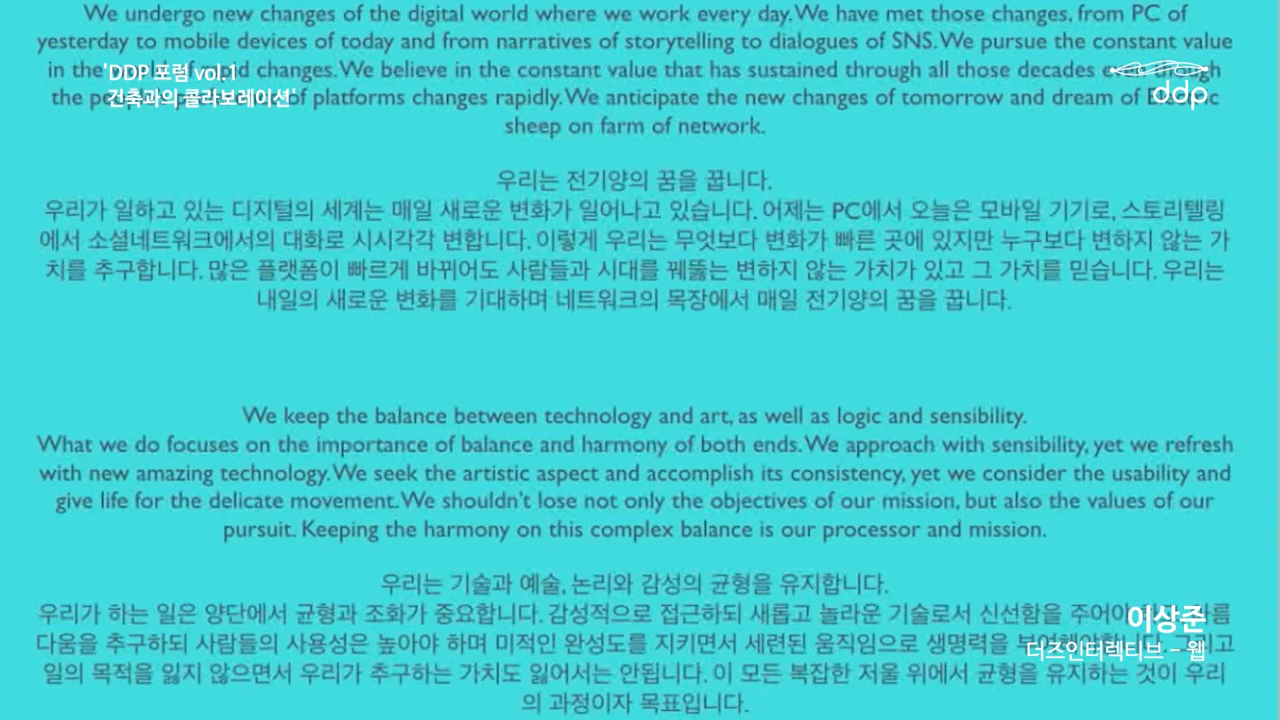 We undergo new changes of the digital world where we work every day. We have met those changes, from PC of
yesterday to mobile devices of today and from narratives of storytelling to dialogues of SNS. We pursue the constant value
in the changes. We believe in the constant value that has sustained through all those decades
'DDP 포럼 vol.1
건축과의 콜라보레이션'
ddp
the of platforms changes rapidly. We anticipate the new changes of tomorrow and dream of
sheep on farm of network.
우리는 전기양의 꿈을 꿉니다.
우리가 일하고 있는 디지털의 세계는 매일 새로운 변화가 일어나고 있습니다. 어제는 PC에서 오늘은 모바일 기기로, 스토리텔링
에서 소셜네트워크에서의 대화로 시시각각 변합니다. 이렇게 우리는 무엇보다 변화가 빠른 곳에 있지만 누구보다 변하지 않는 가
치를 추구합니다. 많은 플랫폼이 빠르게 바뀌어도 사람들과 시대를 꿰뚫는 변하지 않는 가치가 있고 그 가치를 믿습니다. 우리는
내일의 새로운 변화를 기대하며 네트워크의 목장에서 매일 전기양의 꿈을 꿉니다.
We keep the balance between technology and art, as well as logic and sensibility.
What we do focuses on the importance of balance and harmony of both ends. We approach with sensibility, yet we refresh
with new amazing technology. We seek the artistic aspect and accomplish its consistency, yet we consider the usability and
give life for the delicate movement. We shouldn't lose not only the objectives of our mission, but also the values of our
pursuit. Keeping the harmony on this complex balance is our processor and mission.
우리는 기술과 예술, 논리와 감성의 균형을 유지합니다.
우리가 하는 일은 양단에서 균형과 조화가 중요합니다. 감성적으로 접근하되 새롭고 놀라운 기술로서 신선함을 주어야
다움을 추구하되 사람들의 사용성은 높아야 하며 미적인 완성도를 지키면서 세련된 움직임으로 생명력을
이상준
더즈인터렉티브 - 웹
일의 목적을 잃지 않으면서 우리가 추구하는 가치도 잃어서는 안됩니다. 이 모든 복잡한 저울 위에서 균형을 유지하는 것이 우리
의 과정이자 목표입니다.